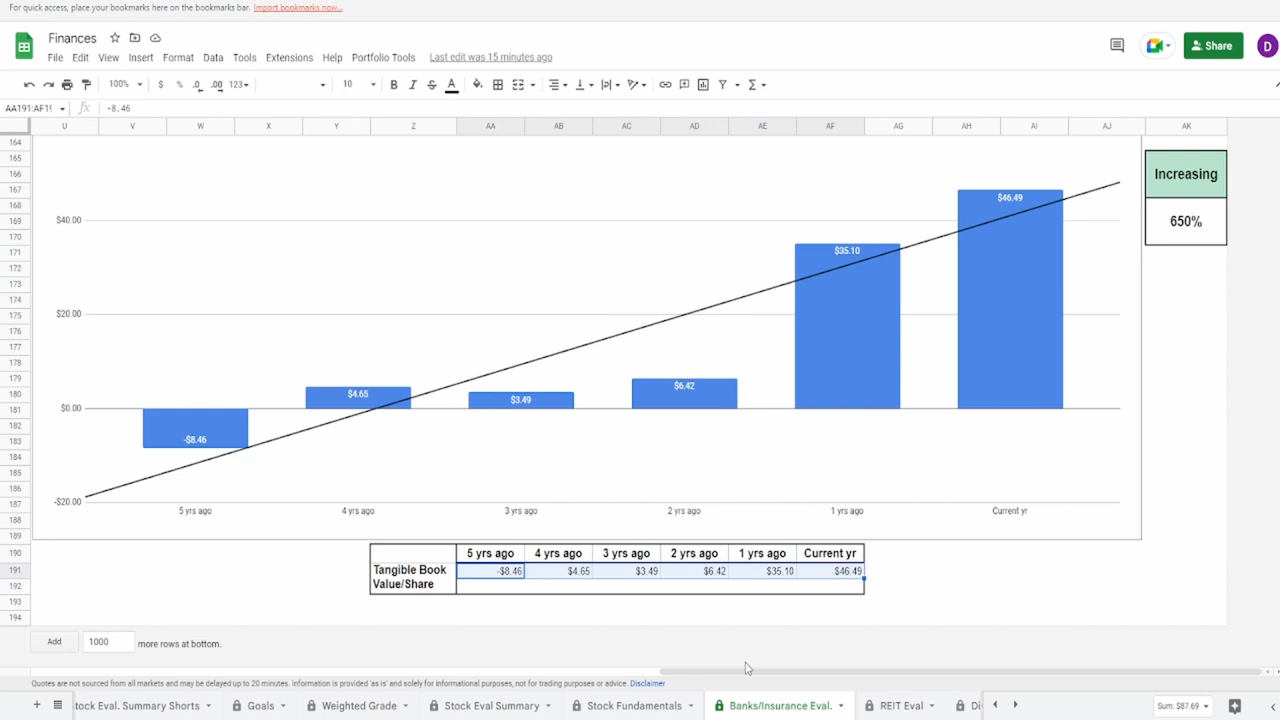 For quick access, place your bookmarks here on the bookmarks bar. Import bookmarks now...
Finances
File Edit View Insert Format Data Tools Extensions Help Portfolio Tools Last edit was 15 minutes ago
Share
D
100% $ % .0 .00 123 10 B I S A
-8.46
U V W X Y Z AA AB AC AD AE AF AG AH AI AJ AK
164
165
166
167
168
169
170
171
172
173
174
175
176
177
178
179
180
181
182
183
184
185
186
187
188
189
190
191
192
193
194
Increasing
650%
$40.00
$20.00
$0.00
-$20.00
-$8.46
$4.65
$3.49
$6.42
$35.10
$46.49
5 yrs ago 4 yrs ago 3 yrs ago 2 yrs ago 1 yrs ago Current yr
5 yrs ago 4 yrs ago 3 yrs ago 2 yrs ago 1 yrs ago Current yr
Tangible Book -$8.46 $4.65 $3.49 $6.42 $35.10 $46.49
Value/Share
Add 1000 more rows at bottom.
Quotes are not sourced from all markets and may be delayed up to 20 minutes. Information is provided 'as is' and solely for informational purposes, not for trading purposes or advice. Disclaimer
tock Eval. Summary Shorts Goals Weighted Grade Stock Eval Summary Stock Fundamentals Banks/Insurance Eval. REIT Eval Di Sum: $87.69